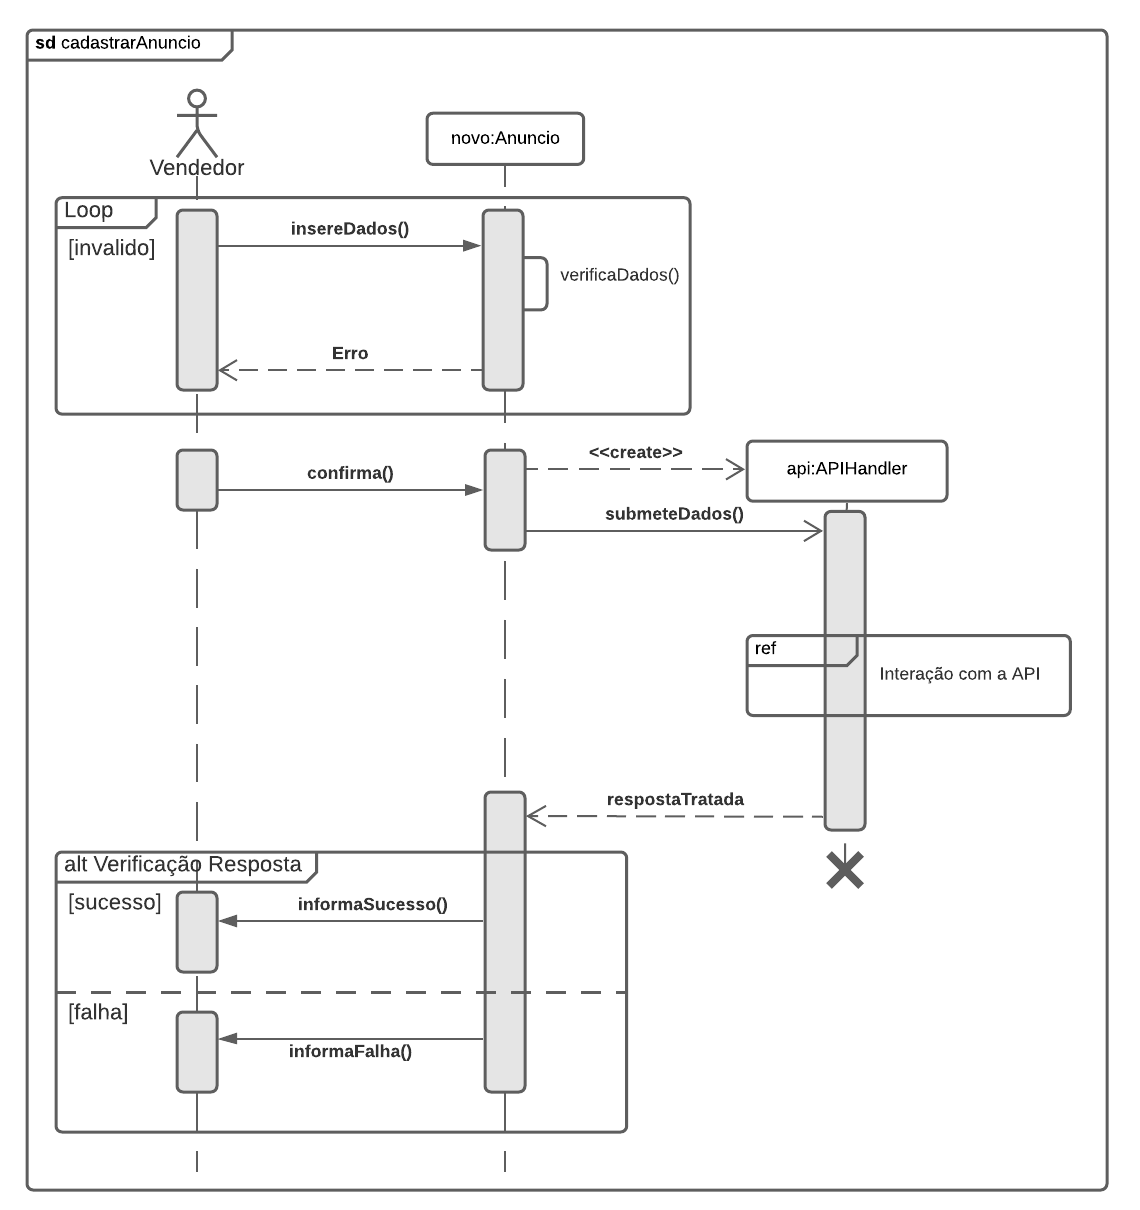 sd cadastrarAnuncio
Vendedor
novo:Anuncio
Loop
[invalido]
insereDados()
verificaDados()
Erro
<<create>>
api:APIHandler
confirma()
submeteDados()
ref
Interação com a API
respostaTratada
alt Verificação Resposta
[sucesso]
informaSucesso()
[falha]
informaFalha()